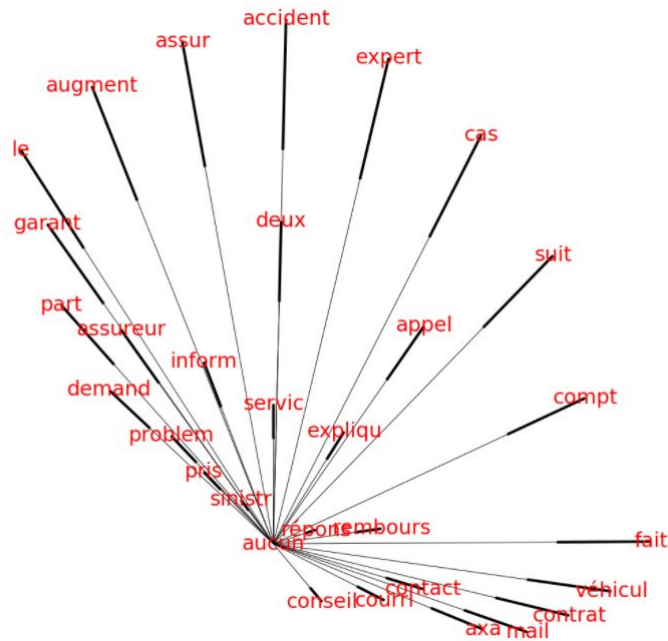 accident
assur
expert
augment
cas
le
garant
deux
suit
part
assureur
appel
inform
demand
servic
compt
problem
expliqu
pris
sinistr
répons
rembours
aucun
fait
contact
véhicul
conseil
courri
contrat
axa
mail